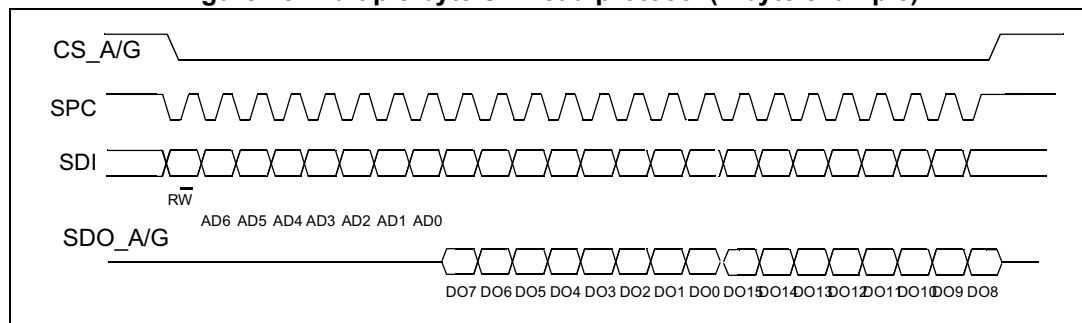 CS_A/G
SPC
SDI
RW
AD6 AD5 AD4 AD3 AD2 AD1 AD0
SDO_A/G
DO7 DO6 DO5 DO4 DO3 DO2 DO1 DO0 DO15 DO14 DO13 DO12 DO11 DO10 DO9 DO8